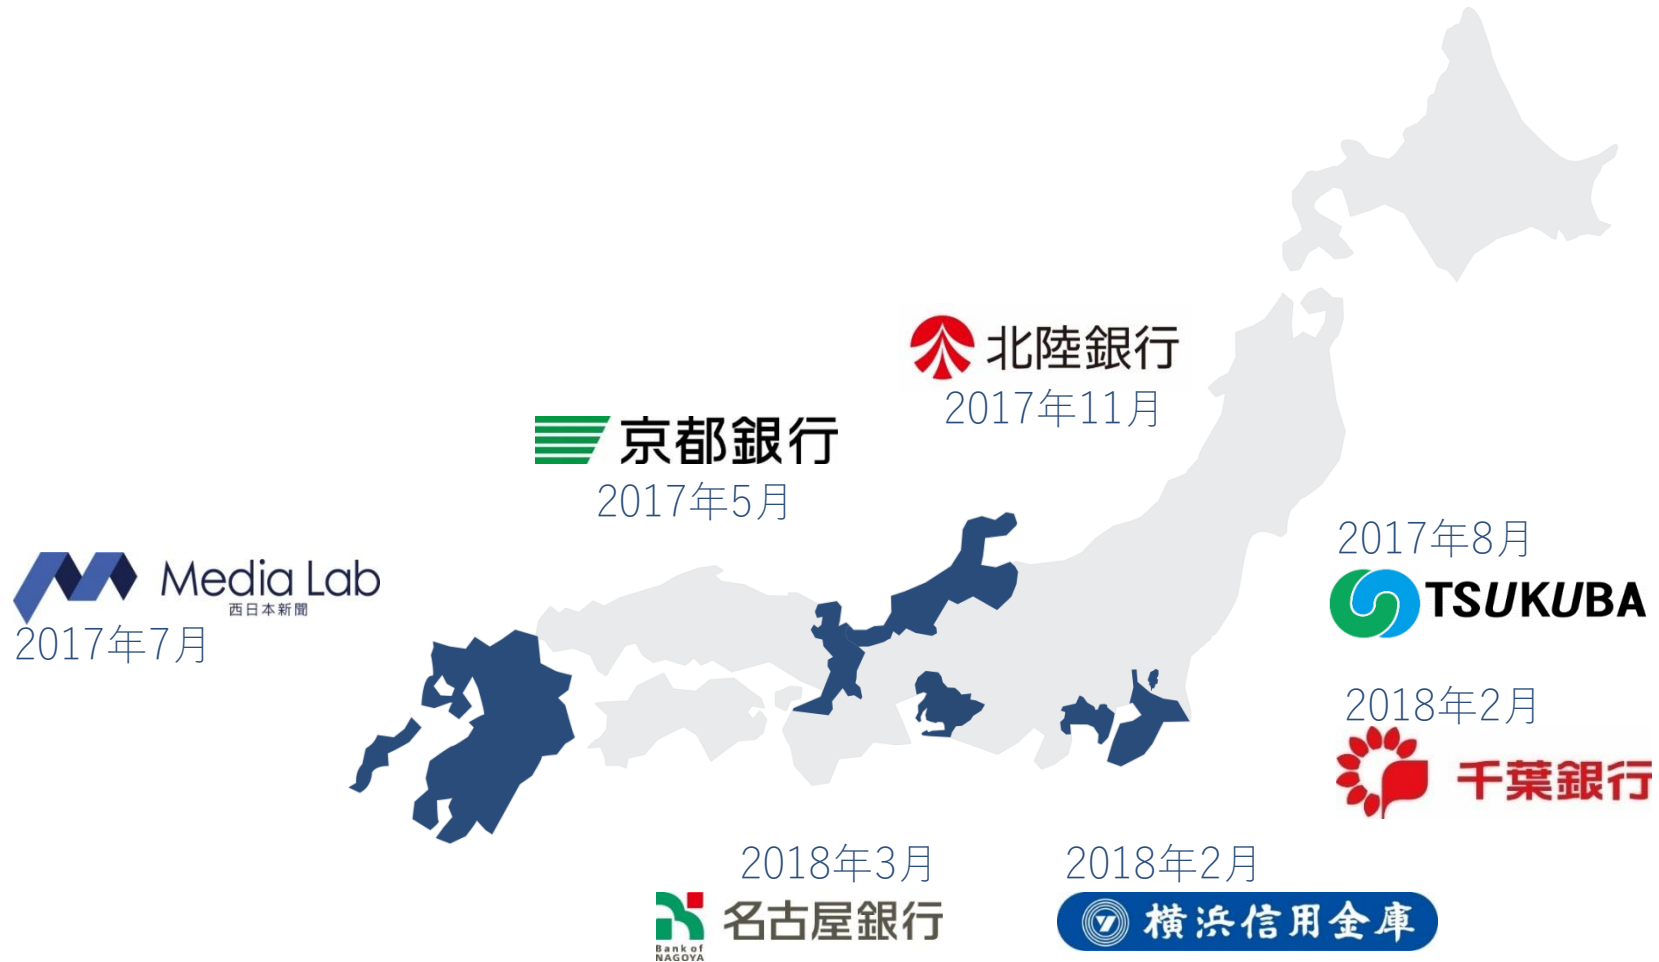 北陸銀行
2017年11月
京都銀行
2017年5月
Media Lab
西日本新聞
2017年7月
2017年8月
TSUKUBA
2018年2月
千葉銀行
2018年3月
Bank of
NAGOYA
名古屋銀行
2018年2月
横浜信用金庫